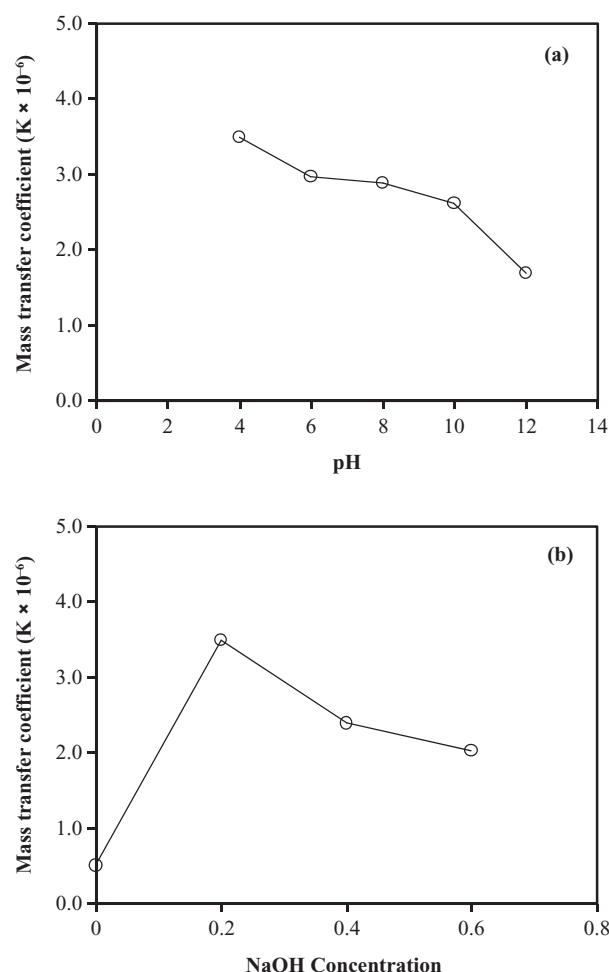 5.0
(a)
4.0
3.0
2.0
1.0
0.0
Mass transfer coefficient (K × 10⁻⁶)
0 2 4 6 8 10 12 14
pH
5.0
(b)
4.0
3.0
2.0
1.0
0.0
Mass transfer coefficient (K × 10⁻⁶)
0 0.2 0.4 0.6 0.8
NaOH Concentration